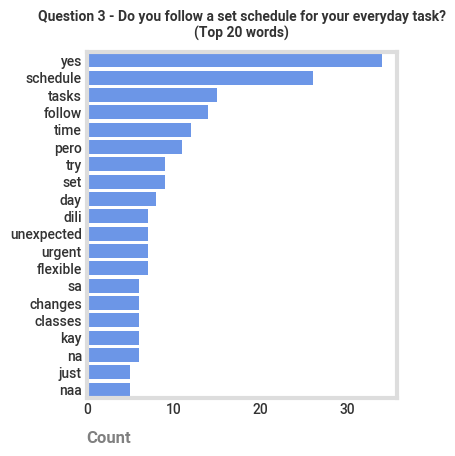 Question 3 - Do you follow a set schedule for your everyday task?
(Top 20 words)
yes
schedule
tasks
follow
time
pero
try
set
day
dili
unexpected
urgent
flexible
sa
changes
classes
kay
na
just
naa
0 10 20 30
Count